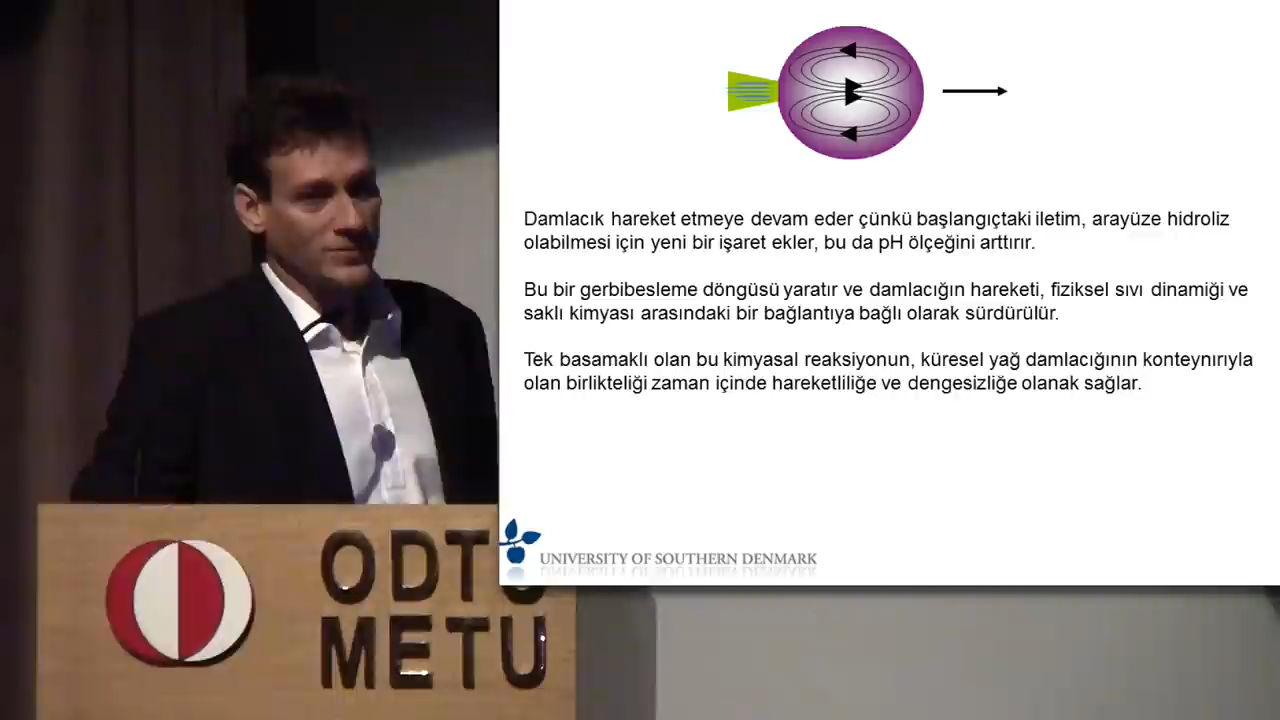 Damlacık hareket etmeye devam eder çünkü başlangıçtaki iletim, arayüze hidroliz
olabilmesi için yeni bir işaret ekler, bu da pH ölçeğini arttırır.
Bu bir gerbibesleme döngüsü yaratır ve damlacığın hareketi, fiziksel sıvı dinamiği ve
saklı kimyası arasındaki bir bağlantıya bağlı olarak sürdürülür.
Tek basamaklı olan bu kimyasal reaksiyonun, küresel yağ damlacığının konteynırıyla
olan birlikteliği zaman içinde hareketliliğe ve dengesizliğe olanak sağlar.
UNIVERSITY OF SOUTHERN DENMARK
ODTÜ
METU